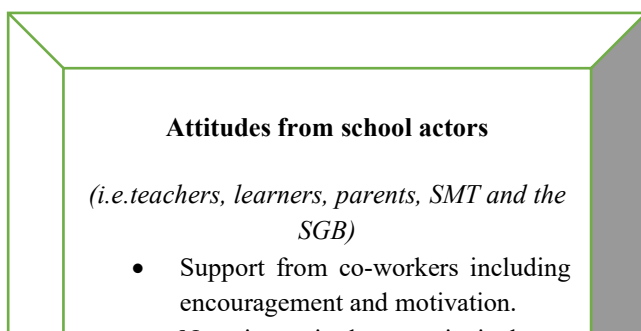 Attitudes from school actors
(i.e.teachers, learners, parents, SMT and the
SGB)
• Support from co-workers including
encouragement and motivation.